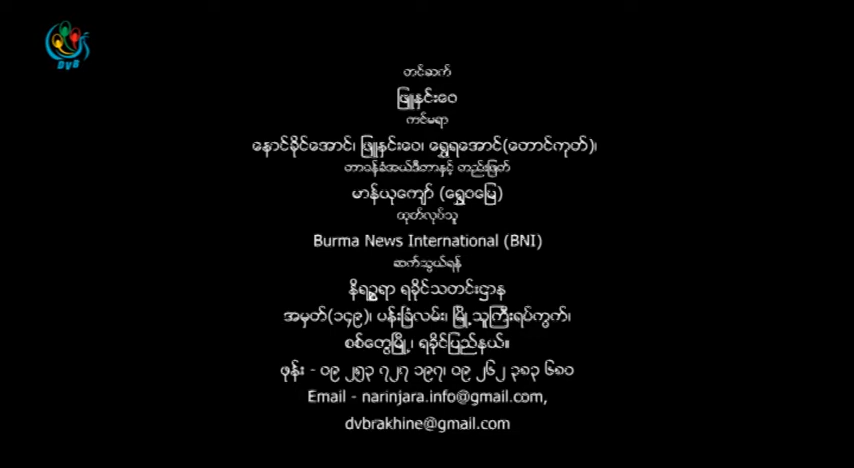 DVB
တင်ဆက်
ဖြူနှင်းဝေ
ကင်မရာ
နောင်ခိုင်အောင်၊ ဖြူနှင်းဝေ၊ ရွှေရအောင်(တောင်ကုတ်)၊
တာဝန်ခံအယ်ဒီတာနှင့် တည်းဖြတ်
မာန်ယုကျော် (ရွှေဝမြေ)
ထုတ်လုပ်သူ
Burma News International (BNI)
ဆက်သွယ်ရန်
နိရဉ္စရာ ရခိုင်သတင်းဌာန
အမှတ်(၁၄၉)၊ ပန်းခြံလမ်း၊ မြို့သူကြီးရပ်ကွက်၊
စစ်တွေမြို့၊ ရခိုင်ပြည်နယ်။
ဖုန်း - ၀၉ ၂၅၃ ၇၂၇ ၁၉၇၊ ၀၉ ၂၆၂ ၃၈၃ ၆၈၀
Email - narinjara.info@gmail.com,
dvbrakhine@gmail.com